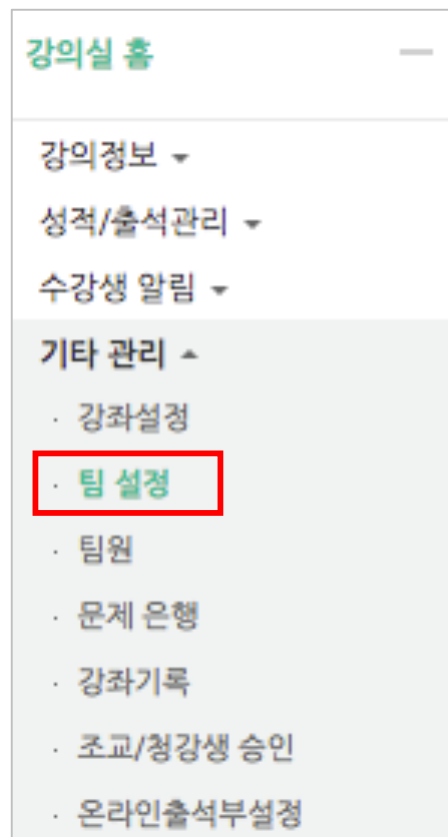 강의실 홈
강의정보
성적/출석관리
수강생 알림
기타 관리
· 강좌설정
· 팀 설정
· 팀원
· 문제 은행
· 강좌기록
· 조교/청강생 승인
· 온라인출석부설정